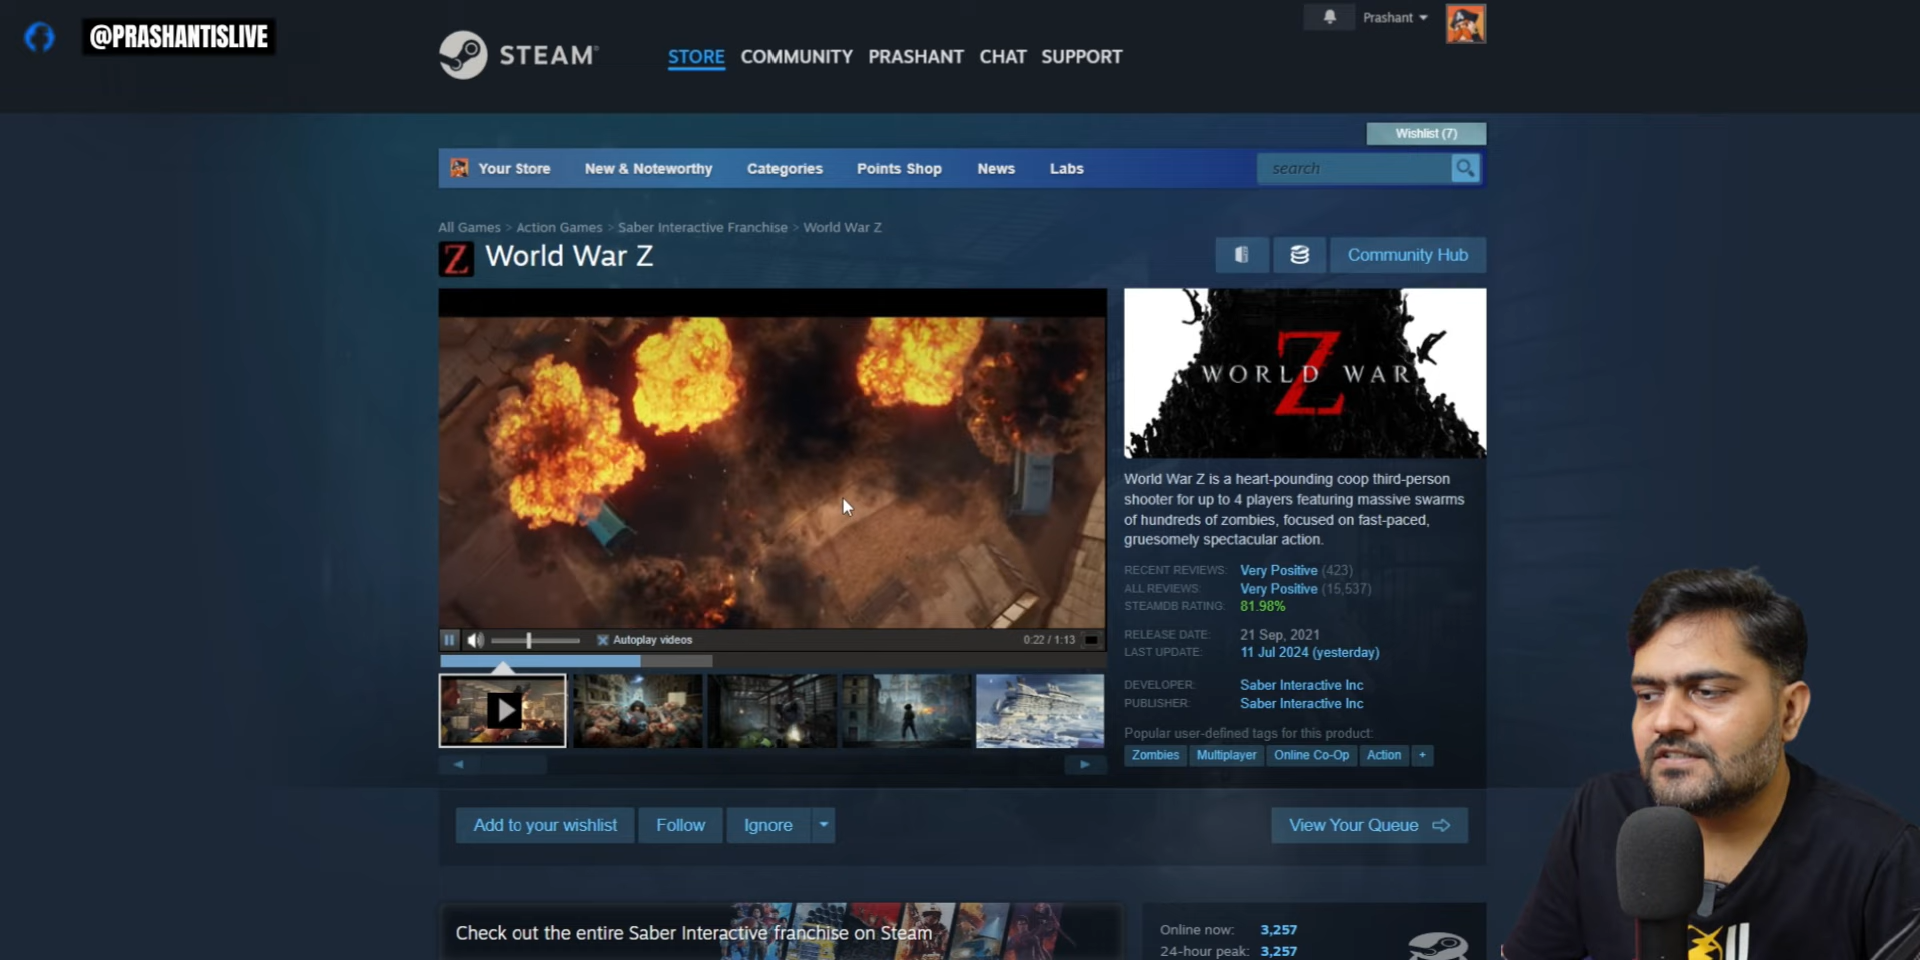 @PRASHANTISLIVE
STEAM®
STORE COMMUNITY PRASHANT CHAT SUPPORT
Prashant
Wishlist (7)
Your Store New & Noteworthy Categories Points Shop News Labs
search
All Games > Action Games > Saber Interactive Franchise > World War Z
Z World War Z
Community Hub
WORLD WAR
Z
World War Z is a heart-pounding coop third-person
shooter for up to 4 players featuring massive swarms
of hundreds of zombies, focused on fast-paced,
gruesomely spectacular action.
RECENT REVIEWS: Very Positive (423)
ALL REVIEWS: Very Positive (15,537)
STEAMDB RATING: 81.98%
RELEASE DATE: 21 Sep, 2021
LAST UPDATE: 11 Jul 2024 (yesterday)
DEVELOPER: Saber Interactive Inc
PUBLISHER: Saber Interactive Inc
Popular user-defined tags for this product:
Zombies Multiplayer Online Co-Op Action +
Autoplay videos 0:22 / 1:13
Add to your wishlist Follow Ignore
View Your Queue
Check out the entire Saber Interactive franchise on Steam
Online now: 3,257
24-hour peak: 3,257